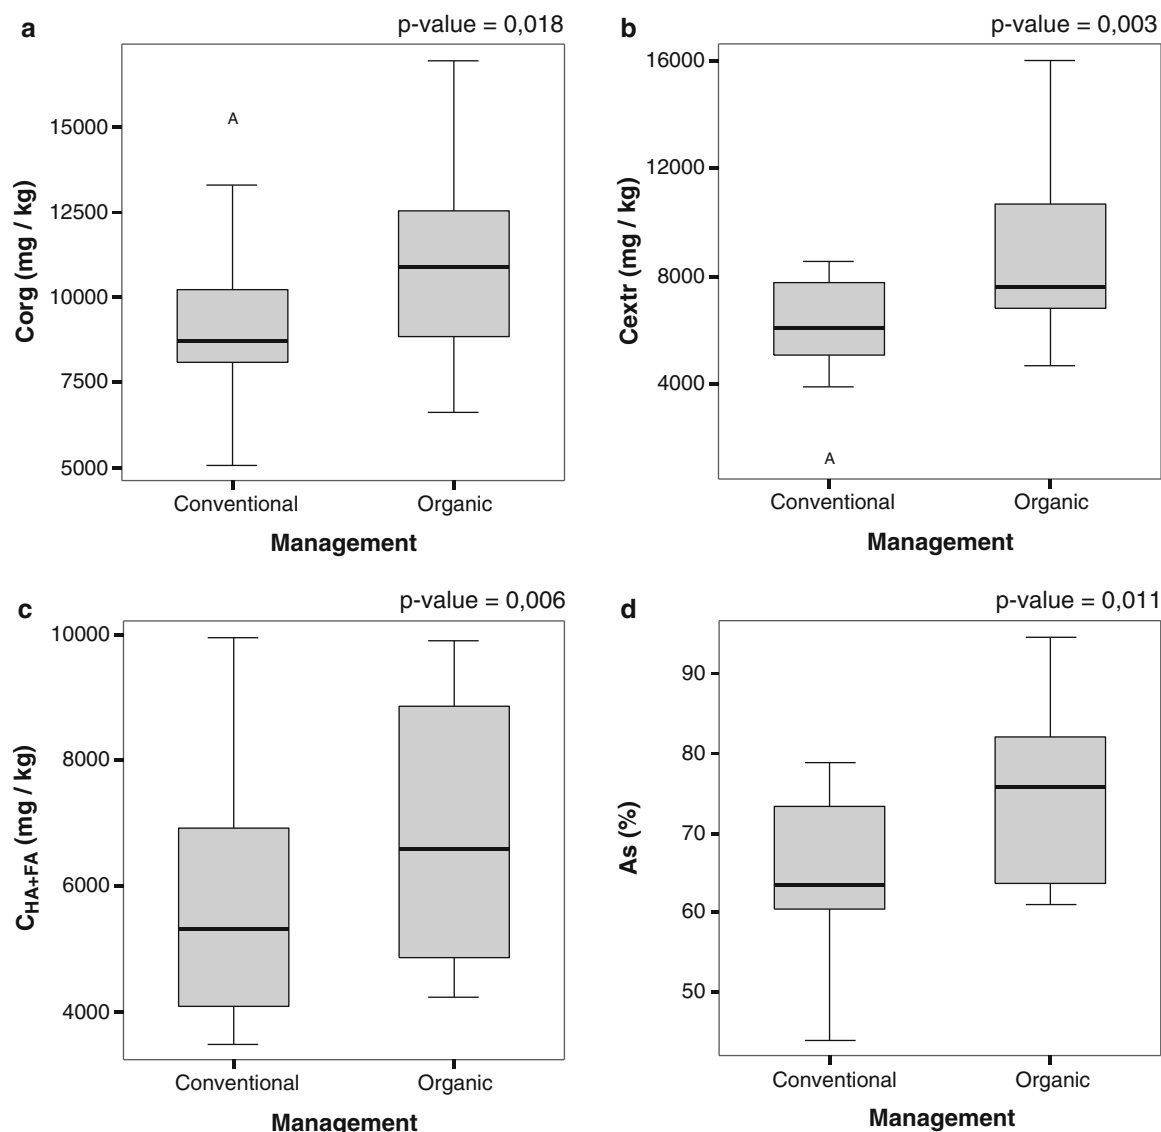 a
p-value = 0,018
Corg (mg / kg)
15000
12500
10000
7500
5000
A
Conventional
Organic
Management
b
p-value = 0,003
Cextr (mg / kg)
16000
12000
8000
4000
A
Conventional
Organic
Management
c
p-value = 0,006
CHA+FA (mg / kg)
10000
8000
6000
4000
Conventional
Organic
Management
d
p-value = 0,011
As (%)
90
80
70
60
50
Conventional
Organic
Management